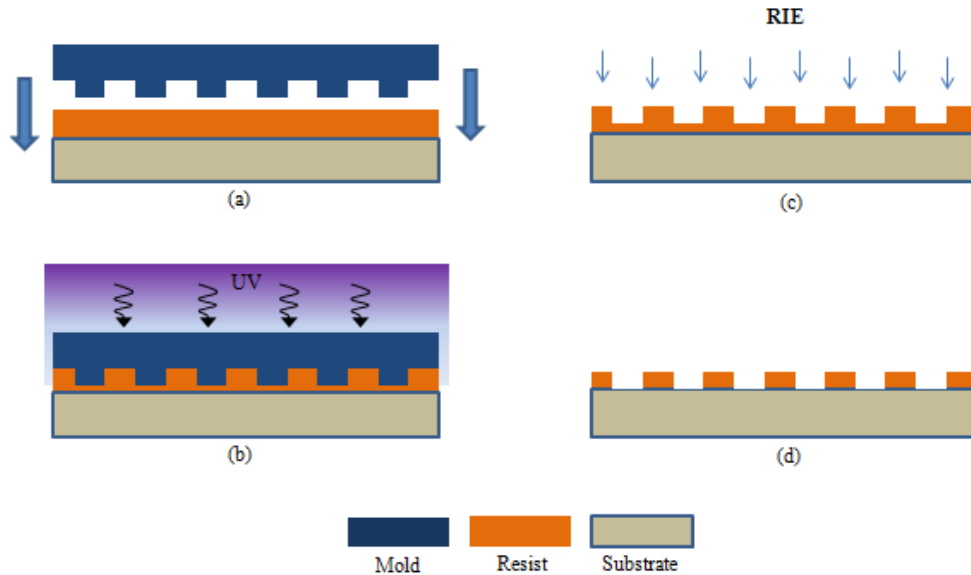 RIE
(a)
(c)
UV
(b)
(d)
Mold
Resist
Substrate